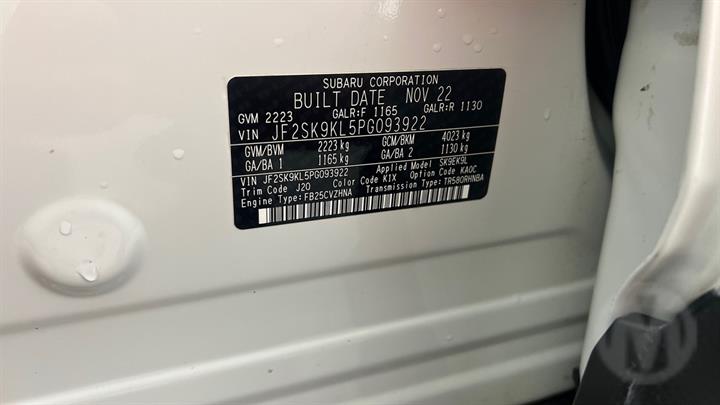 SUBARU CORPORATION
BUILT DATE NOV 22
GVM 2223 GALR:F 1165 GALR:R 1130
VIN JF2SK9KL5PG093922
GVM/BVM 2223 kg GCM/BKM 4023 kg
GA/BA 1 1165 kg GA/BA 2 1130 kg
VIN JF2SK9KL5PG093922 Applied Model SK9EK9L
Trim Code J20 Color Code K1X Option Code KAOC
Engine Type:FB25CVZHNA Transmission Type:TR580RHNBA
M